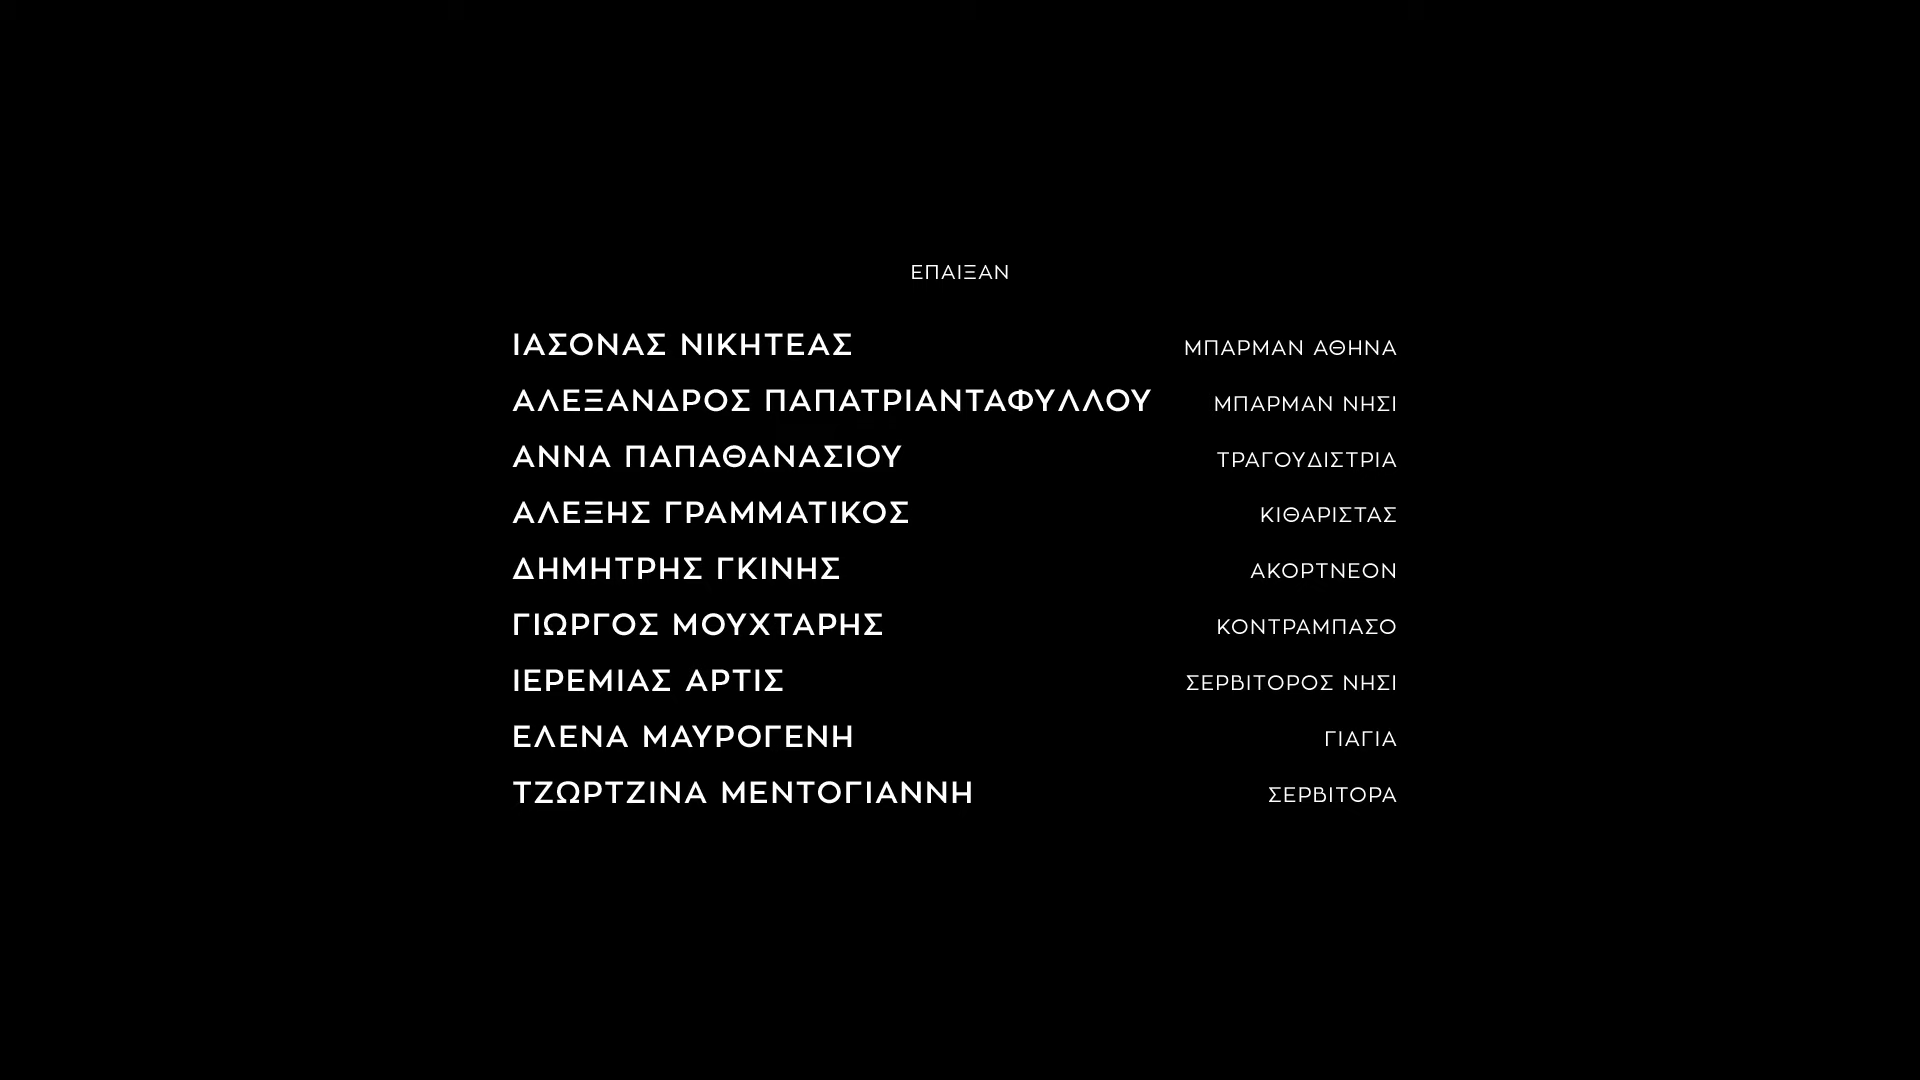 ΕΠΑΙΞΑΝ
ΙΑΣΟΝΑΣ ΝΙΚΗΤΕΑΣ ΜΠΑΡΜΑΝ ΑΘΗΝΑ
ΑΛΕΞΑΝΔΡΟΣ ΠΑΠΑΤΡΙΑΝΤΑΦΥΛΛΟΥ ΜΠΑΡΜΑΝ ΝΗΣΙ
ΑΝΝΑ ΠΑΠΑΘΑΝΑΣΙΟΥ ΤΡΑΓΟΥΔΙΣΤΡΙΑ
ΑΛΕΞΗΣ ΓΡΑΜΜΑΤΙΚΟΣ ΚΙΘΑΡΙΣΤΑΣ
ΔΗΜΗΤΡΗΣ ΓΚΙΝΗΣ ΑΚΟΡΤΝΕΟΝ
ΓΙΩΡΓΟΣ ΜΟΥΧΤΑΡΗΣ ΚΟΝΤΡΑΜΠΑΣΟ
ΙΕΡΕΜΙΑΣ ΑΡΤΙΣ ΣΕΡΒΙΤΟΡΟΣ ΝΗΣΙ
ΕΛΕΝΑ ΜΑΥΡΟΓΕΝΗ ΓΙΑΓΙΑ
ΤΖΩΡΤΖΙΝΑ ΜΕΝΤΟΓΙΑΝΝΗ ΣΕΡΒΙΤΟΡΑ